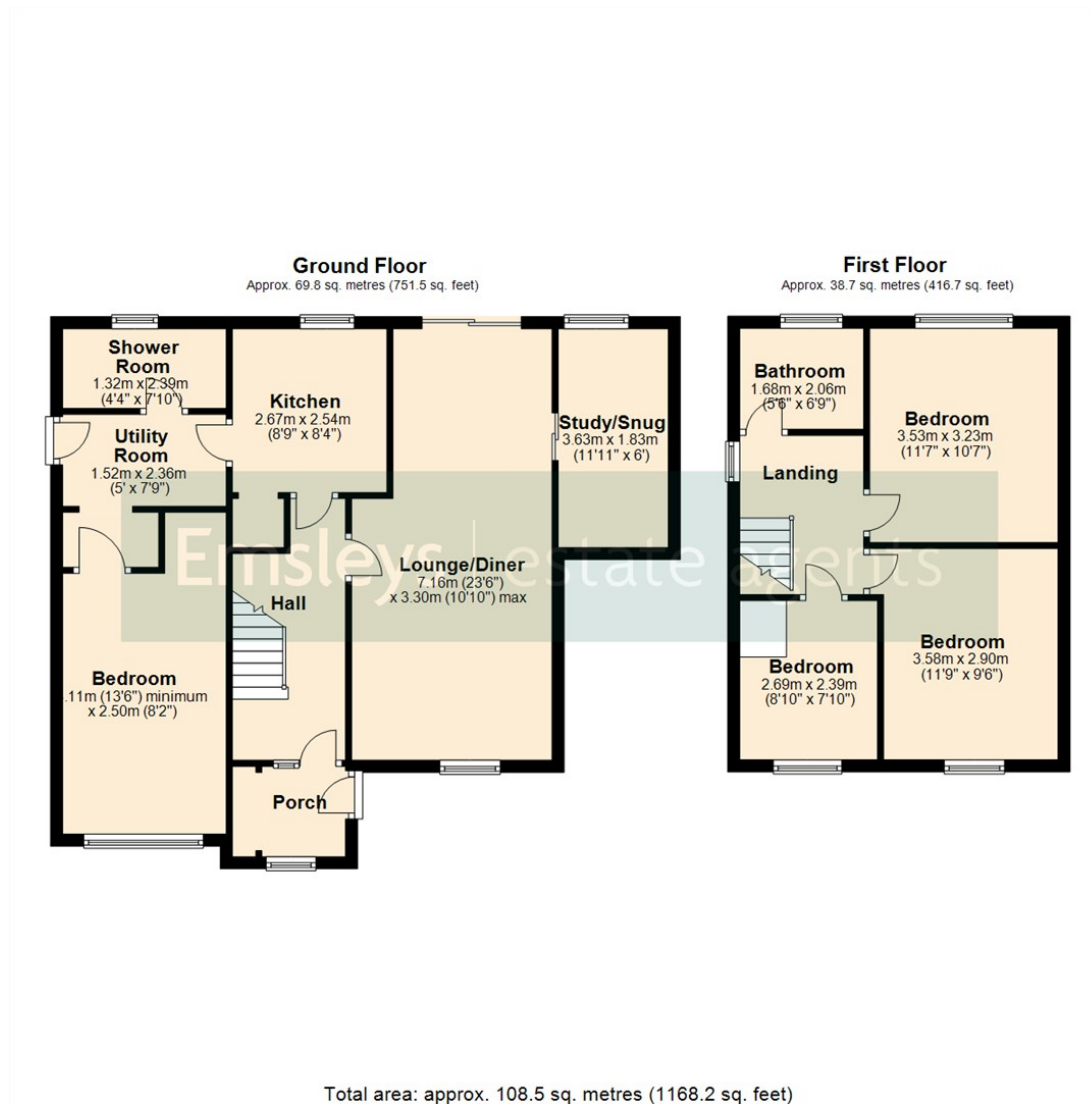 Ground Floor
Approx. 69.8 sq. metres (751.5 sq. feet)
Shower
Room
1.32m x 2.39m
(4'4" x 7'10")
Kitchen
2.67m x 2.54m
(8'9" x 8'4")
Study/Snug
3.63m x 1.83m
(11'11" x 6')
Utility
Room
1.52m x 2.36m
(5' x 7'9")
Lounge/Diner
7.16m (23'6")
x 3.30m (10'10") max
Hall
Bedroom
.11m (13'6") minimum
x 2.50m (8'2")
Porch
First Floor
Approx. 38.7 sq. metres (416.7 sq. feet)
Bathroom
1.68m x 2.06m
(5'6" x 6'9")
Bedroom
3.53m x 3.23m
(11'7" x 10'7")
Landing
Bedroom
2.69m x 2.39m
(8'10" x 7'10")
Bedroom
3.58m x 2.90m
(11'9" x 9'6")
Emsleys | estate agents
Total area: approx. 108.5 sq. metres (1168.2 sq. feet)